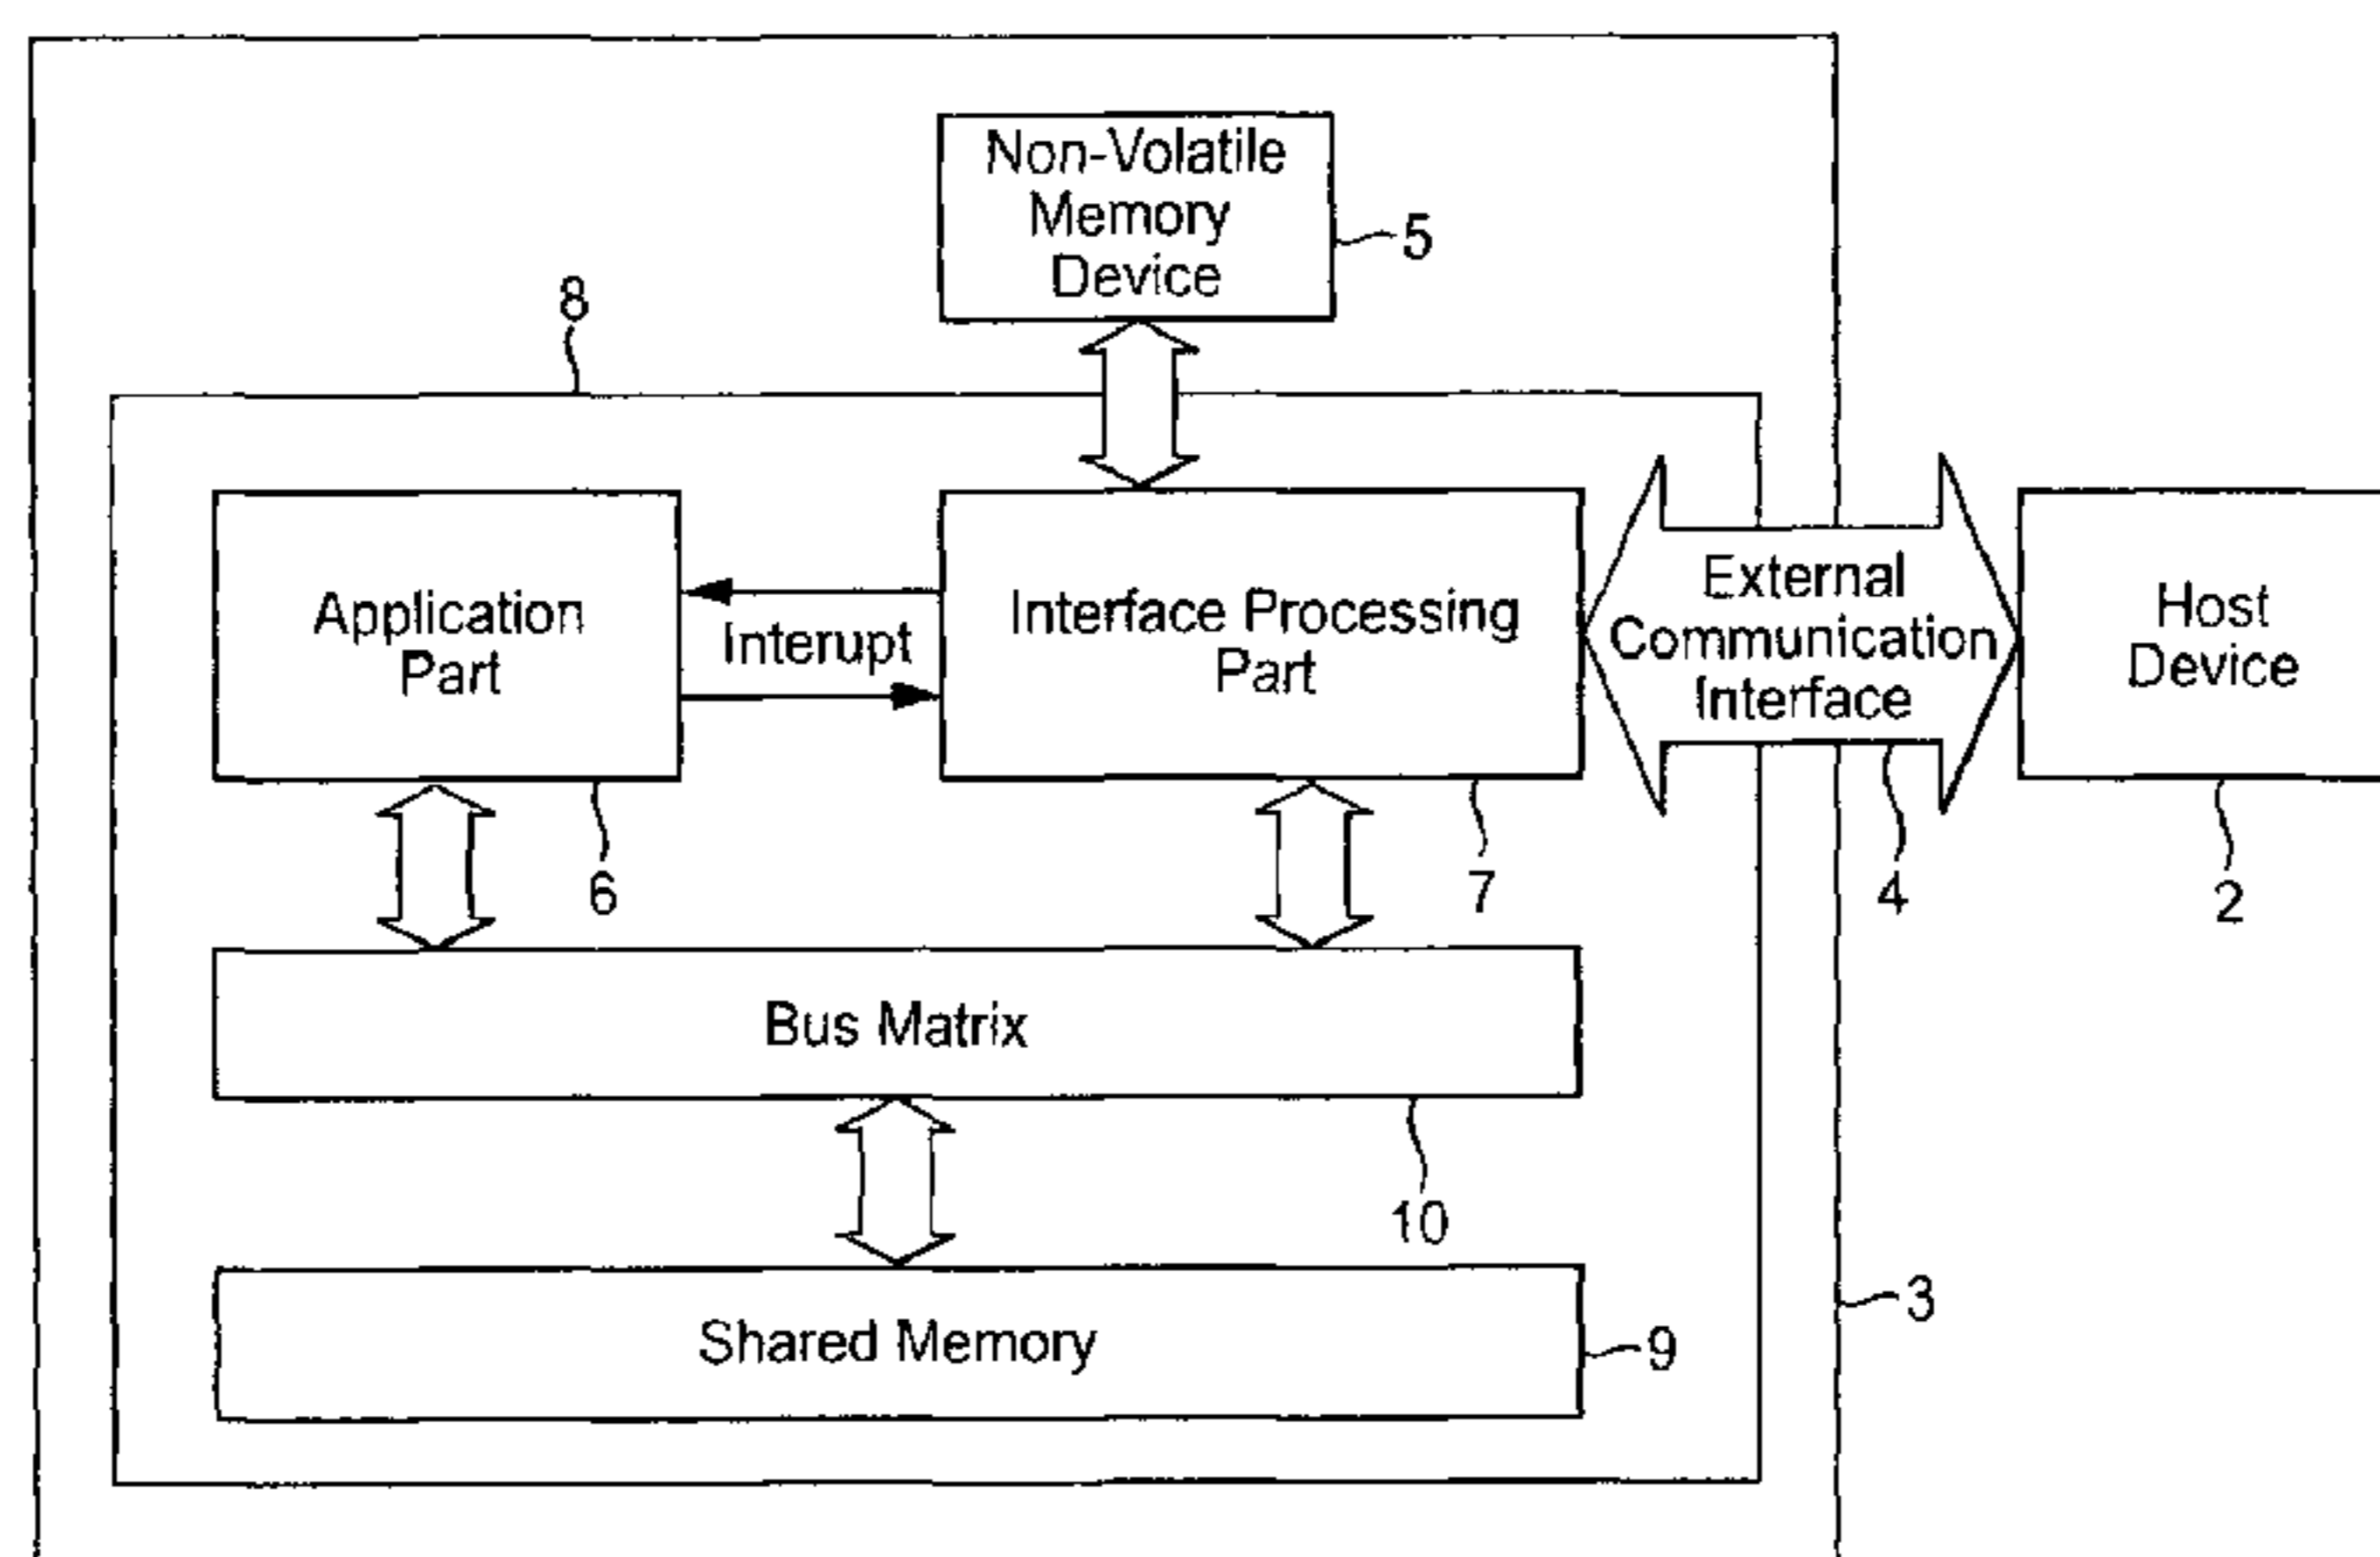 Non-Volatile
Memory
Device
5
8
Application
Part
Interupt
Interface Processing
Part
External
Communication
Interface
Host
Device
6
7
4
2
Bus Matrix
10
Shared Memory
9
3